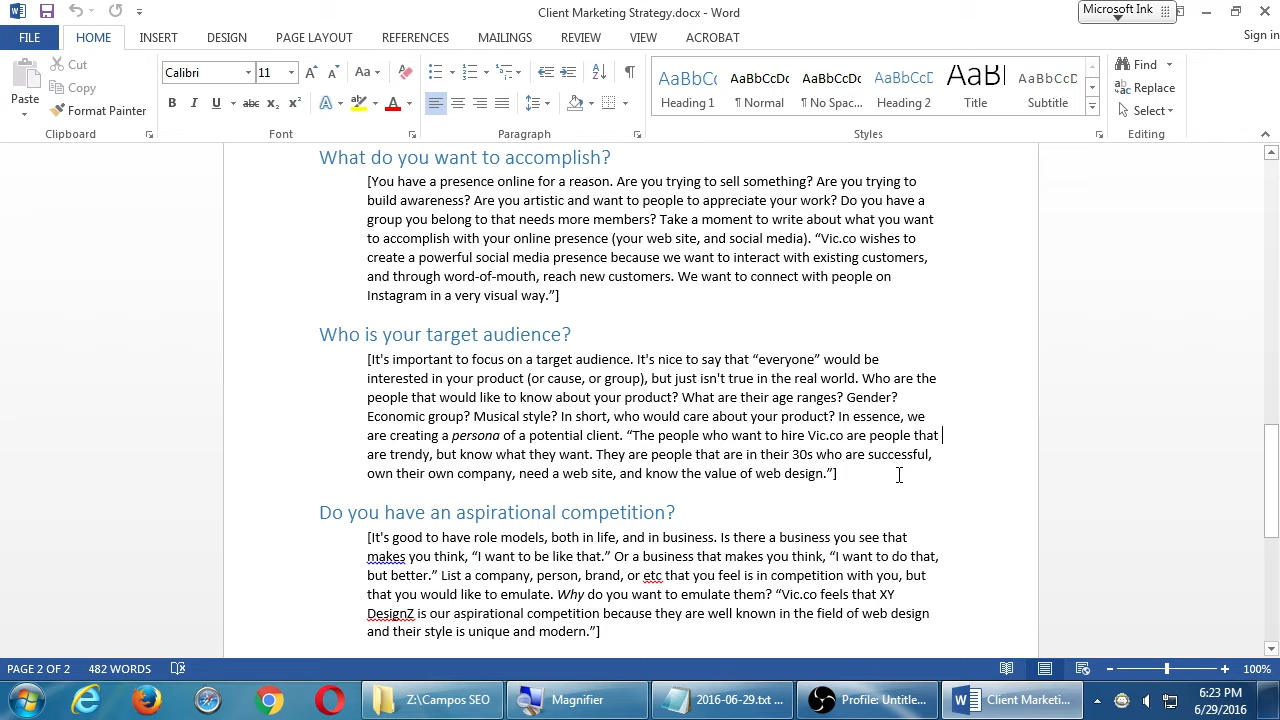 Client Marketing Strategy.docx - Word
Microsoft Ink
FILE HOME INSERT DESIGN PAGE LAYOUT REFERENCES MAILINGS REVIEW VIEW ACROBAT Sign in
Paste
Cut
Copy
Format Painter
Clipboard
Calibri 11
Aa
B I U abc x₂ x² A A
Font
Paragraph
AaBbCc AaBbCcDc AaBbCcDc AaBbCcD AaB AaBbCcD
Heading 1 ¶ Normal ¶ No Spac... Heading 2 Title Subtitle
Styles
Find
Replace
Select
Editing
What do you want to accomplish?
[You have a presence online for a reason. Are you trying to sell something? Are you trying to
build awareness? Are you artistic and want to people to appreciate your work? Do you have a
group you belong to that needs more members? Take a moment to write about what you want
to accomplish with your online presence (your web site, and social media). “Vic.co wishes to
create a powerful social media presence because we want to interact with existing customers,
and through word-of-mouth, reach new customers. We want to connect with people on
Instagram in a very visual way.”]
Who is your target audience?
[It's important to focus on a target audience. It's nice to say that “everyone” would be
interested in your product (or cause, or group), but just isn't true in the real world. Who are the
people that would like to know about your product? What are their age ranges? Gender?
Economic group? Musical style? In short, who would care about your product? In essence, we
are creating a persona of a potential client. “The people who want to hire Vic.co are people that
are trendy, but know what they want. They are people that are in their 30s who are successful,
own their own company, need a web site, and know the value of web design.”]
Do you have an aspirational competition?
[It's good to have role models, both in life, and in business. Is there a business you see that
makes you think, “I want to be like that.” Or a business that makes you think, “I want to do that,
but better.” List a company, person, brand, or etc that you feel is in competition with you, but
that you would like to emulate. Why do you want to emulate them? “Vic.co feels that XY
DesignZ is our aspirational competition because they are well known in the field of web design
and their style is unique and modern.”]
PAGE 2 OF 2 482 WORDS 100%
Z:\Campos SEO Magnifier 2016-06-29.txt ... Profile: Untitle... Client Marketi...
6:23 PM
6/29/2016